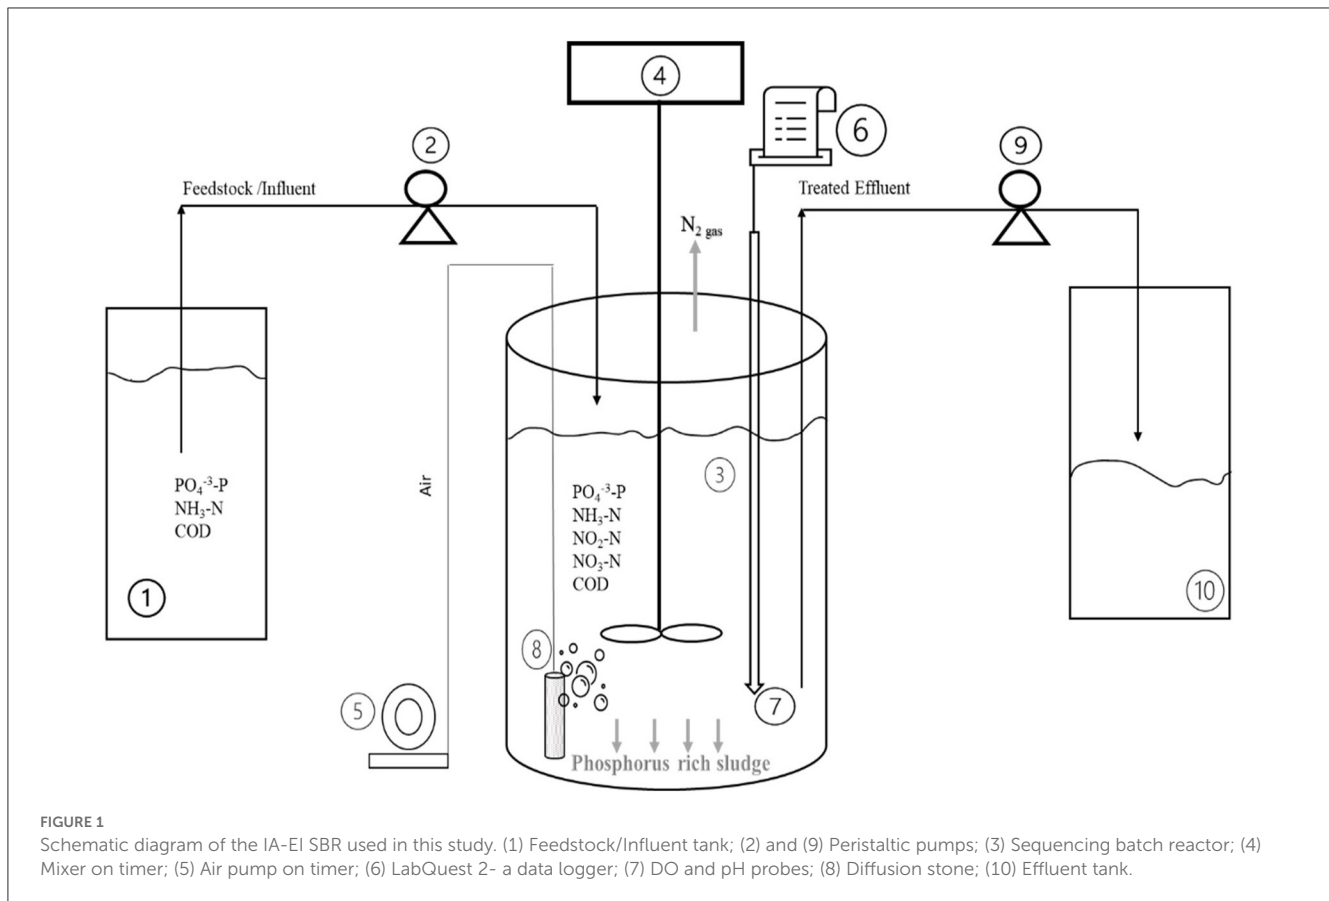 4
6
2
9
Feedstock /Influent
Treated Effluent
N2 gas
Air
3
PO4-3-P
NH3-N
COD
PO4-3-P
NH3-N
NO2-N
NO3-N
COD
1
10
8
5
7
Phosphorus rich sludge
FIGURE 1
Schematic diagram of the IA-EI SBR used in this study. (1) Feedstock/Influent tank; (2) and (9) Peristaltic pumps; (3) Sequencing batch reactor; (4)
Mixer on timer; (5) Air pump on timer; (6) LabQuest 2- a data logger; (7) DO and pH probes; (8) Diffusion stone; (10) Effluent tank.